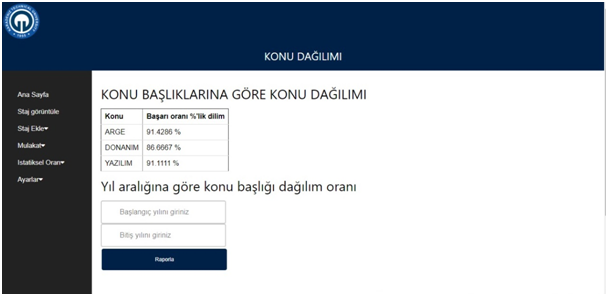 KONU DAĞILIMI
Ana Sayfa
Staj görüntüle
Staj Ekle
Mulakat
Istatiksel Oran
Ayarlar
KONU BAŞLIKLARINA GÖRE KONU DAĞILIMI
Konu Başarı oranı %'lik dilim
ARGE 91.4286 %
DONANIM 86.6667 %
YAZILIM 91.1111 %
Yıl aralığına göre konu başlığı dağılım oranı
Başlangıç yılını giriniz
Bitiş yılını giriniz
Raporla